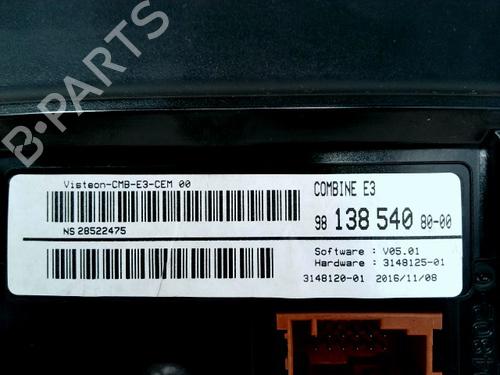 B-PARTS
Visteon-CMB-E3-CEM 00
COMBINE E3
NS 28522475
98 138 540 80-00
Software : V05.01
Hardware : 3148125-01
3148120-01 2016/11/08